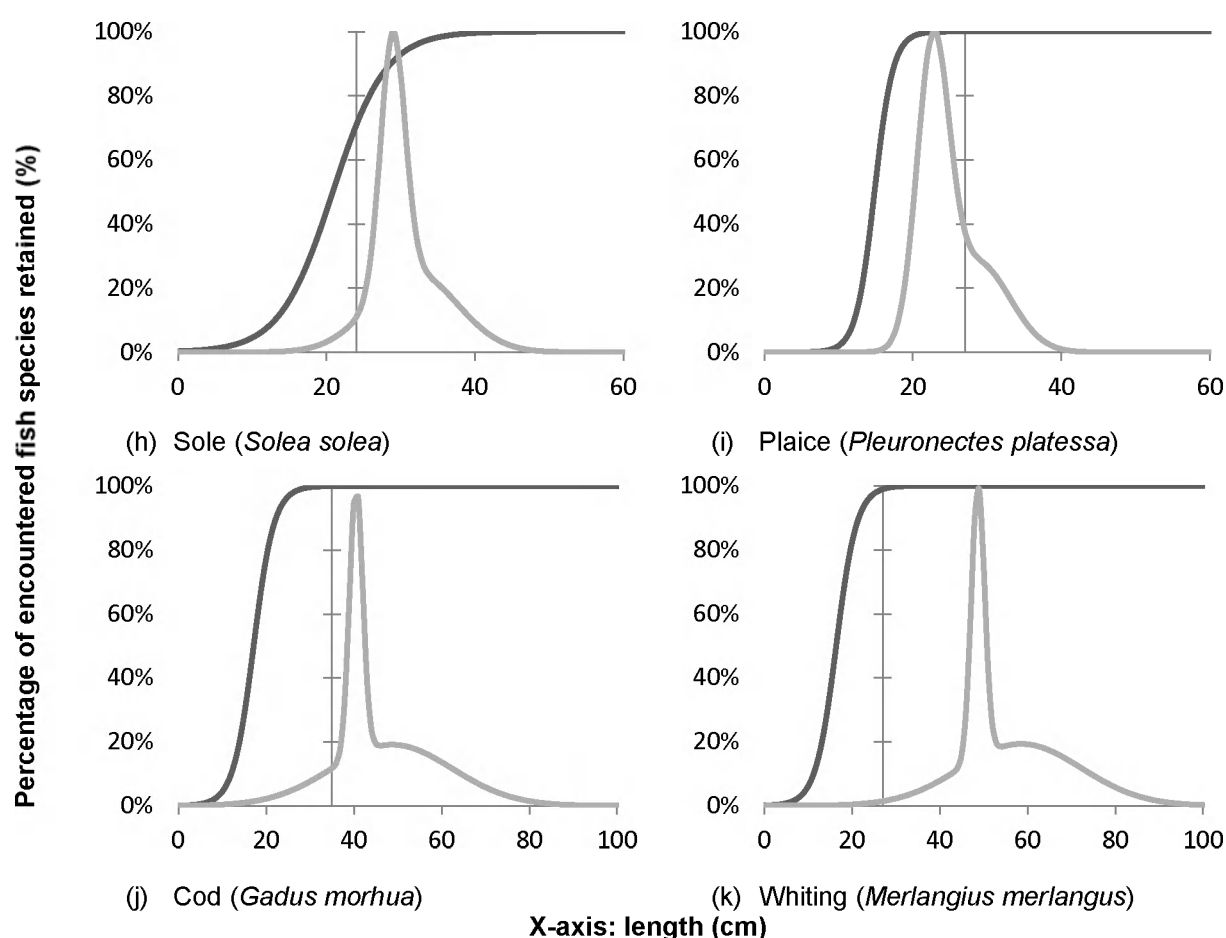 Percentage of encountered fish species retained (%)
100%
80%
60%
40%
20%
0%
0 20 40 60
(h) Sole (Solea solea)
100%
80%
60%
40%
20%
0%
0 20 40 60
(i) Plaice (Pleuronectes platessa)
100%
80%
60%
40%
20%
0%
0 20 40 60 80 100
(j) Cod (Gadus morhua)
100%
80%
60%
40%
20%
0%
0 20 40 60 80 100
(k) Whiting (Merlangius merlangus)
X-axis: length (cm)